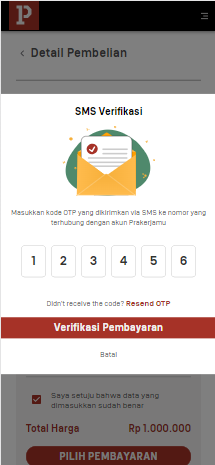 Detail Pembelian
SMS Verifikasi
Masukkan kode OTP yang dikirimkan via SMS ke nomor yang
terhubung dengan akun Prakerjamu
1 2 3 4 5 6
Didn't receive the code? Resend OTP
Verifikasi Pembayaran
Batal
Saya setuju bahwa data yang
dimasukkan sudah benar
Total Harga Rp 1.000.000
PILIH PEMBAYARAN